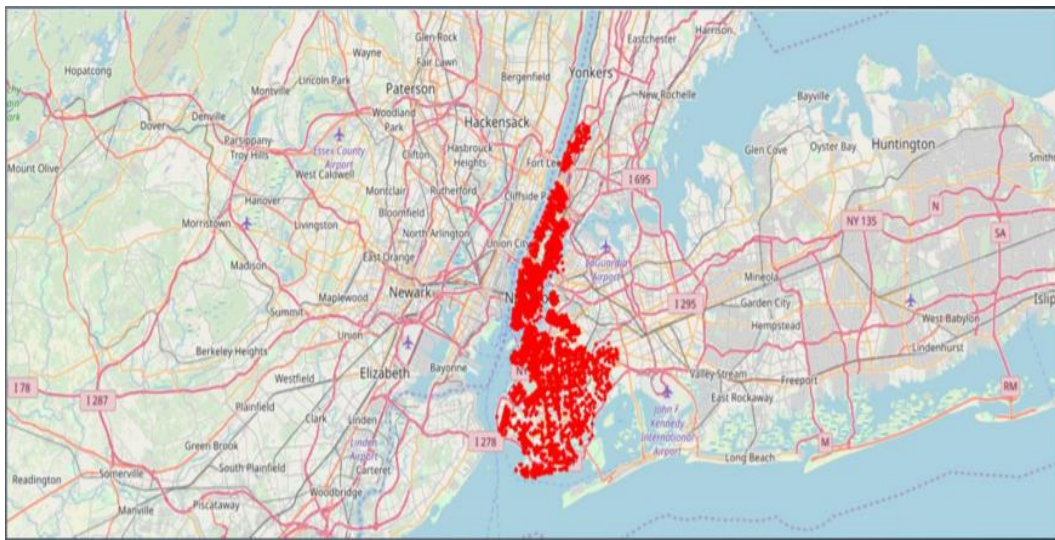 Harrison
Glen Rock
Eastchester
Wayne
Fair Lawn
Hopatcong
Lincoln Park
Bergenfield
Yonkers
Montville
Paterson
New Rochelle
Bayville
Denville
Woodland
Park
Hackensack
Dover
Parsippany
Troy Hills
Essex County
Airport
Clifton
Hasbrouck
Heights
Glen Cove
Oyster Bay
Huntington
Mount Olive
West Caldwell
Fort Le
I 695
Montclair
Rutherford
Cliffside P
Hanover
Bloomfield
N
NY 135
Morristown
Livingston
North Arlington
Union City
SA
LaGuardia
Airport
Madison
East Orange
Mineola
Maplewood
Newark
N
I 295
Garden City
Islip
Summit
Union
Hempstead
West Babylon
Berkeley Heights
Lindenhurst
Bayonne
Elizabeth
Valley Stream
Freeport
I 78
Westfield
RM
I 287
Plainfield
East Rockaway
Clark
Linden
John F
Kennedy
International
Airport
Green Brook
Linden
Airport
I 278
M
Somerville
South Plainfield
Carteret
Long Beach
Readington
Woodbridge
Piscataway
Manville